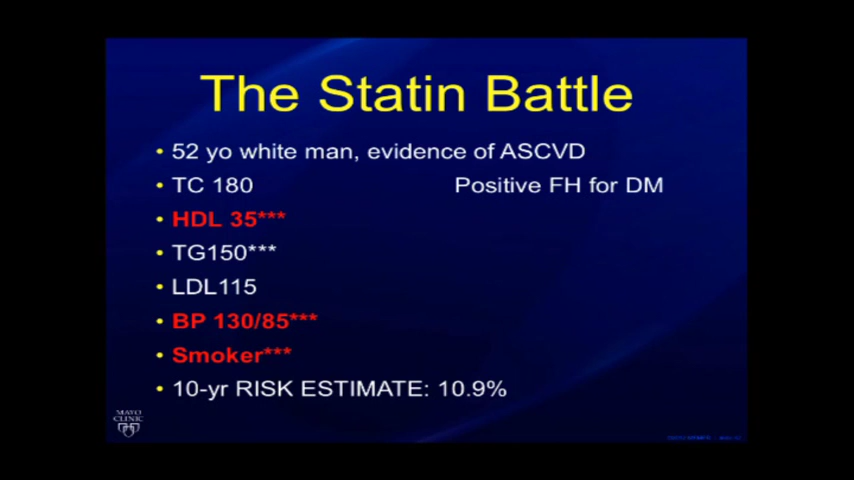 The Statin Battle
• 52 yo white man, evidence of ASCVD
• TC 180 Positive FH for DM
• HDL 35***
• TG150***
• LDL115
• BP 130/85***
• Smoker***
• 10-yr RISK ESTIMATE: 10.9%
MAYO
CLINIC